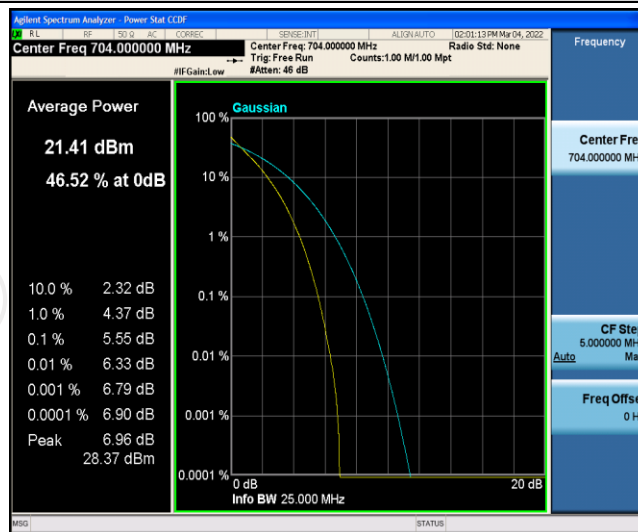 Agilent Spectrum Analyzer - Power Stat CCDF
RL RF 50 Ω AC CORREC SENSE:INT ALIGN AUTO 02:01:13 PM Mar 04, 2022
Center Freq 704.000000 MHz
Center Freq: 704.000000 MHz Radio Std: None
Trig: Free Run Counts:1.00 M/1.00 Mpt
#IFGain:Low #Atten: 46 dB
Frequency
Average Power
21.41 dBm
46.52 % at 0dB
10.0 % 2.32 dB
1.0 % 4.37 dB
0.1 % 5.55 dB
0.01 % 6.33 dB
0.001 % 6.79 dB
0.0001 % 6.90 dB
Peak 6.96 dB
28.37 dBm
Gaussian
100 %
10 %
1 %
0.1 %
0.01 %
0.001 %
0.0001 %
0 dB 20 dB
Info BW 25.000 MHz
Center Fre
704.000000 MH
CF Ste
5.000000 MH
Auto Ma
Freq Offse
0 H
MSG STATUS